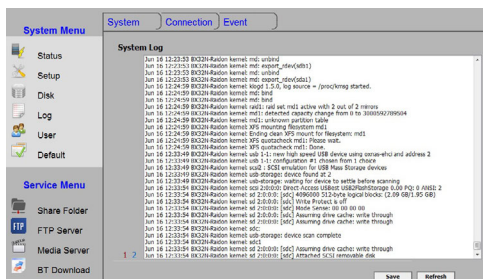 System Menu
Status
Setup
Disk
Log
User
Default
Service Menu
Share Folder
FTP
FTP Server
Media Server
BT Download
System
Connection
Event
System Log
Jun 16 12:23:53 BX32N-Raidon kernel: md: unbind
Jun 16 12:23:53 BX32N-Raidon kernel: md: export_rdev(sdb1)
Jun 16 12:23:53 BX32N-Raidon kernel: md: unbind
Jun 16 12:23:53 BX32N-Raidon kernel: md: export_rdev(sda1)
Jun 16 12:24:59 BX32N-Raidon kernel: klogd 1.5.0, log source = /proc/kmsg started.
Jun 16 12:24:59 BX32N-Raidon kernel: md: bind
Jun 16 12:24:59 BX32N-Raidon kernel: md: bind
Jun 16 12:24:59 BX32N-Raidon kernel: raid1: raid set md1 active with 2 out of 2 mirrors
Jun 16 12:24:59 BX32N-Raidon kernel: md1: detected capacity change from 0 to 3000592789504
Jun 16 12:24:59 BX32N-Raidon kernel: md1: unknown partition table
Jun 16 12:24:59 BX32N-Raidon kernel: XFS mounting filesystem md1
Jun 16 12:24:59 BX32N-Raidon kernel: Ending clean XFS mount for filesystem: md1
Jun 16 12:24:59 BX32N-Raidon kernel: XFS quotacheck md1: Please wait.
Jun 16 12:24:59 BX32N-Raidon kernel: XFS quotacheck md1: Done.
Jun 16 12:33:49 BX32N-Raidon kernel: usb 1-1: new high speed USB device using oxnas-ehci and address 2
Jun 16 12:33:49 BX32N-Raidon kernel: usb 1-1: configuration #1 chosen from 1 choice
Jun 16 12:33:49 BX32N-Raidon kernel: scsi2 : SCSI emulation for USB Mass Storage devices
Jun 16 12:33:49 BX32N-Raidon kernel: usb-storage: device found at 2
Jun 16 12:33:49 BX32N-Raidon kernel: usb-storage: waiting for device to settle before scanning
Jun 16 12:33:54 BX32N-Raidon kernel: scsi 2:0:0:0: Direct-Access USBest USB2FlashStorage 0.00 PQ: 0 ANSI: 2
Jun 16 12:33:54 BX32N-Raidon kernel: sd 2:0:0:0: [sdc] 4096000 512-byte logical blocks: (2.09 GB/1.95 GiB)
Jun 16 12:33:54 BX32N-Raidon kernel: sd 2:0:0:0: [sdc] Write Protect is off
Jun 16 12:33:54 BX32N-Raidon kernel: sd 2:0:0:0: [sdc] Mode Sense: 00 00 00 00
Jun 16 12:33:54 BX32N-Raidon kernel: sd 2:0:0:0: [sdc] Assuming drive cache: write through
Jun 16 12:33:54 BX32N-Raidon kernel: sd 2:0:0:0: [sdc] Assuming drive cache: write through
Jun 16 12:33:54 BX32N-Raidon kernel: sdc:
Jun 16 12:33:54 BX32N-Raidon kernel: usb-storage: device scan complete
Jun 16 12:33:54 BX32N-Raidon kernel: sdc1
Jun 16 12:33:54 BX32N-Raidon kernel: sd 2:0:0:0: [sdc] Assuming drive cache: write through
Jun 16 12:33:54 BX32N-Raidon kernel: sd 2:0:0:0: [sdc] Attached SCSI removable disk
1 2
Save
Refresh